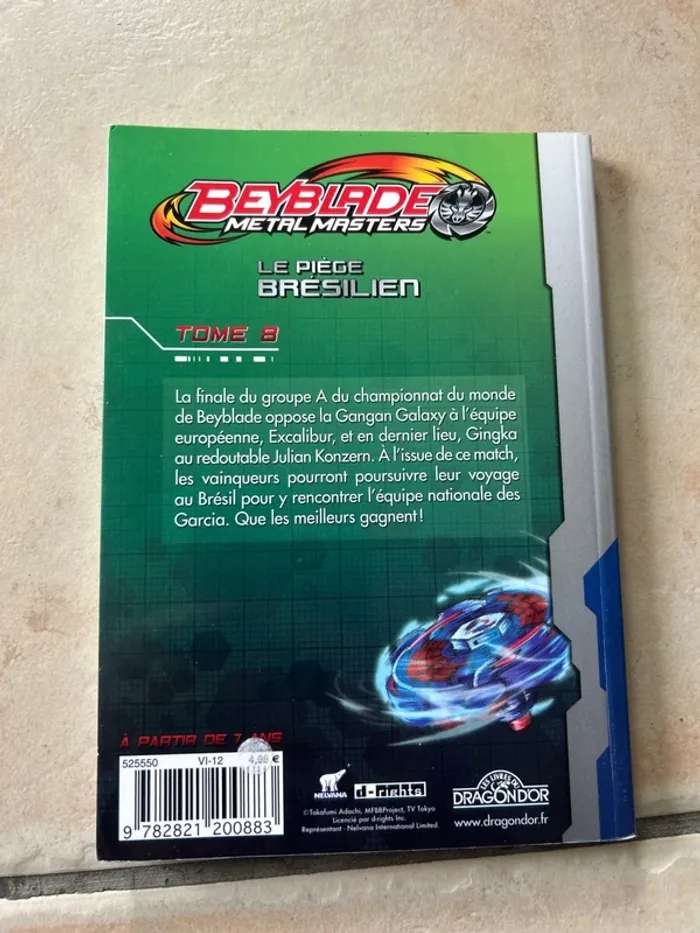 BEYBLADE
METAL MASTERS
LE PIÈGE
BRÉSILIEN
TOME 8
La finale du groupe A du championnat du monde
de Beyblade oppose la Gangan Galaxy à l'équipe
européenne, Excalibur, et en dernier lieu, Gingka
au redoutable Julian Konzern. À l'issue de ce match,
les vainqueurs pourront poursuivre leur voyage
au Brésil pour y rencontrer l'équipe nationale des
Garcia. Que les meilleurs gagnent !
À PARTIR DE 7 ANS
525550 VI-12 4,95 €
9 782821 200883
NELVANA
d-rights
©Takafumi Adachi, MFBBProject, TV Tokyo
Licencié par d-rights Inc.
Représentant : Nelvana International Limited.
LES LIVRES DU
DRAGON D'OR
www.dragondor.fr